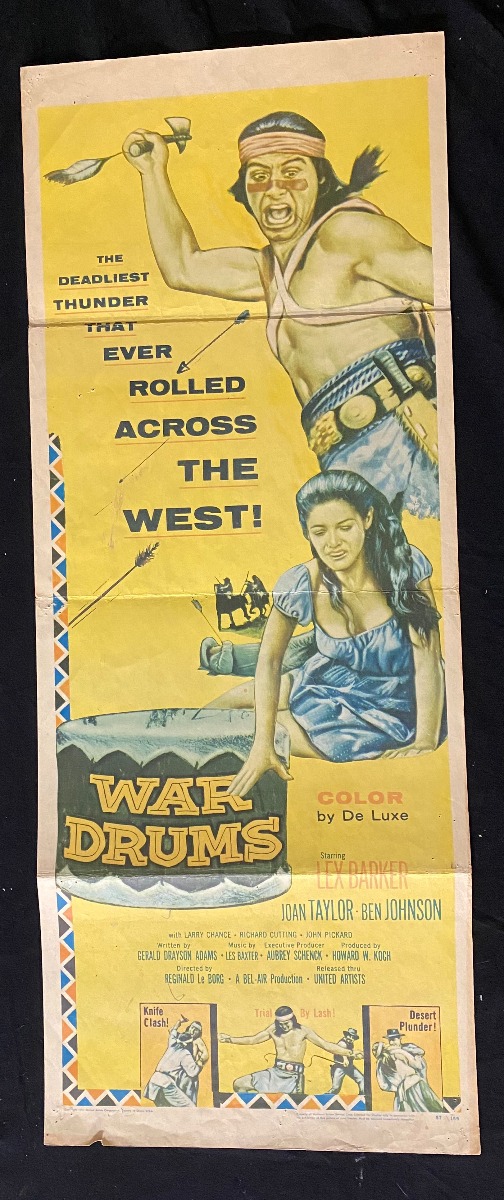 THE
DEADLIEST
THUNDER
THAT
EVER
ROLLED
ACROSS
THE
WEST!
WAR
DRUMS
COLOR
by De Luxe
Starring
LEX BARKER
JOAN TAYLOR · BEN JOHNSON
with LARRY CHANCE · RICHARD CUTTING · JOHN PICKARD
Written by Music by Executive Producer Produced by
GERALD DRAYSON ADAMS · LES BAXTER · AUBREY SCHENCK · HOWARD W. KOCH
Directed by Released thru
REGINALD Le BORG · A BEL-AIR Production · UNITED ARTISTS
Knife
Clash!
Trial By Lash!
Desert
Plunder!